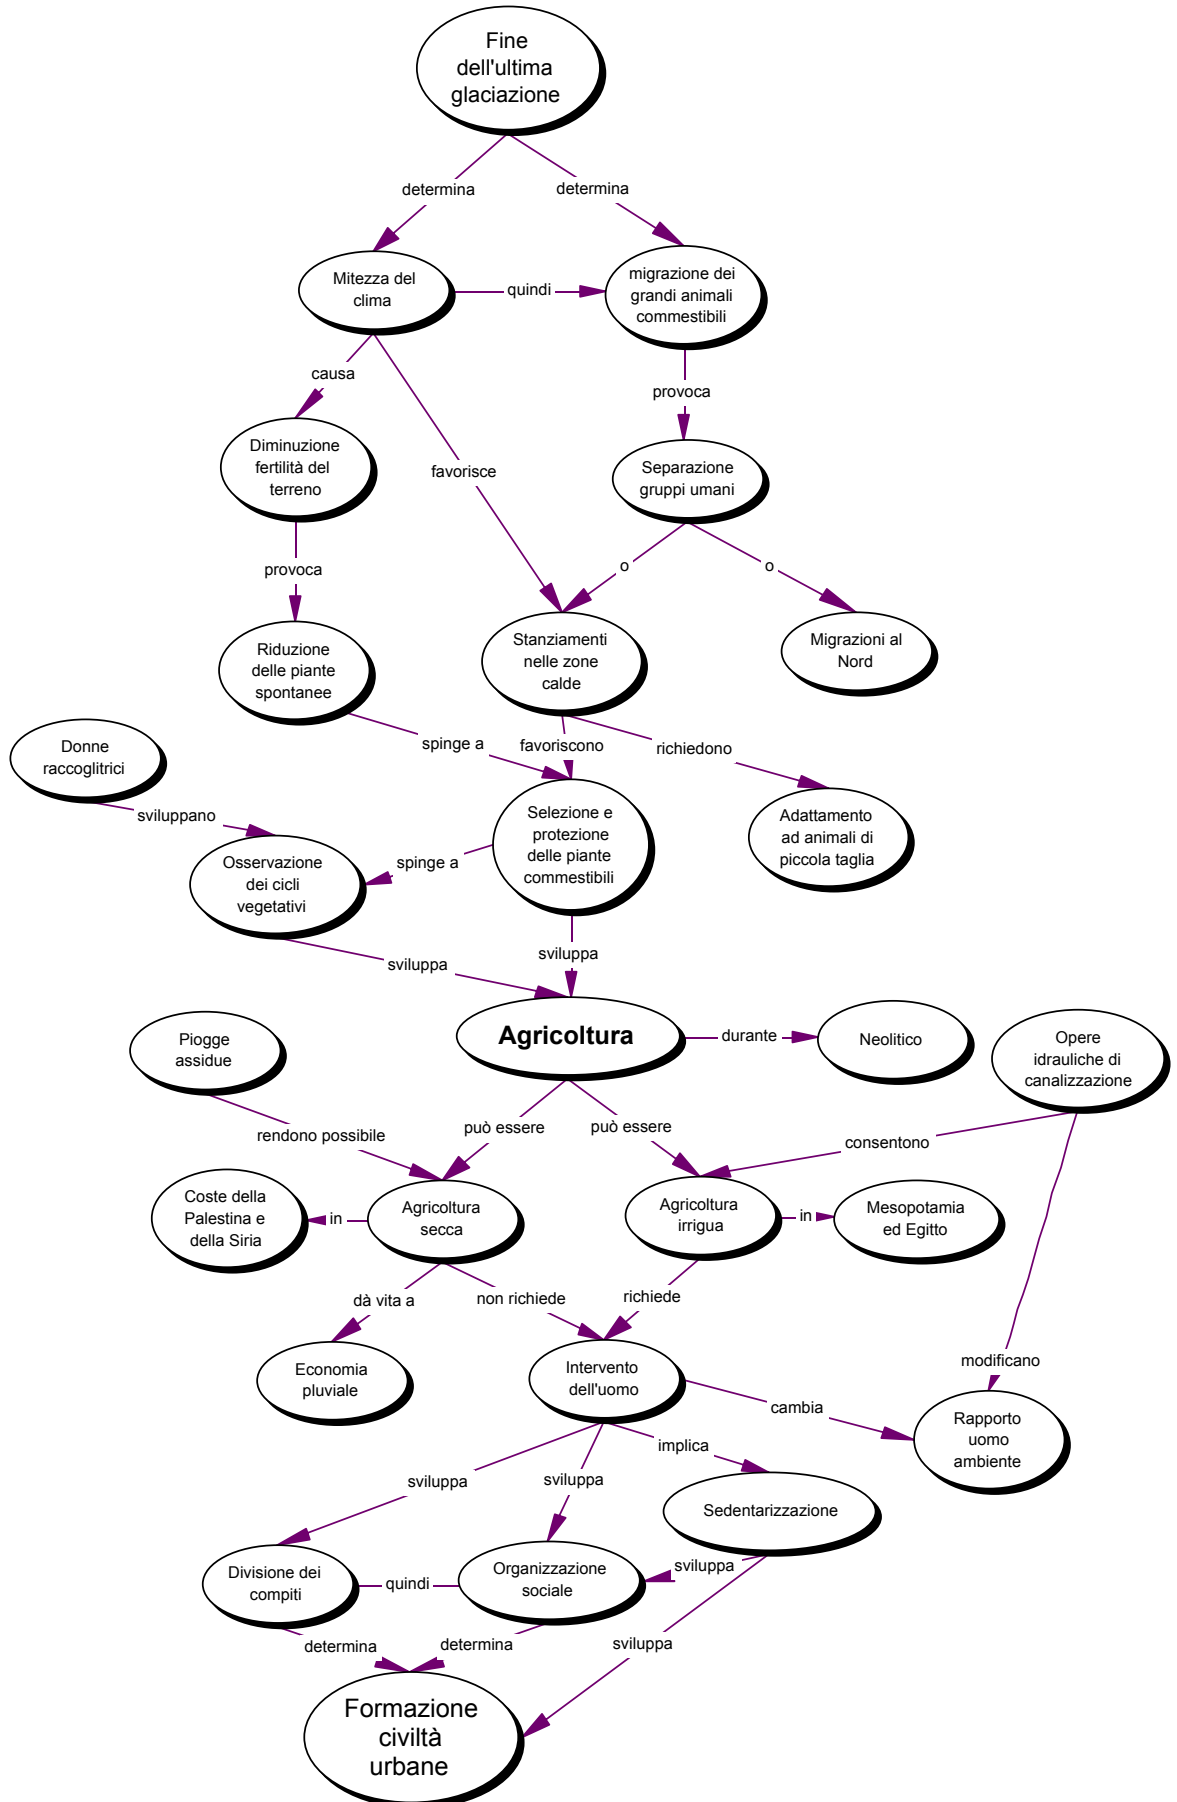 Fine
dell'ultima
glaciazione
determina
determina
Mitezza del
clima
quindi
migrazione dei
grandi animali
commestibili
causa
provoca
Diminuzione
fertilità del
terreno
favorisce
Separazione
gruppi umani
provoca
o
o
Riduzione
delle piante
spontanee
Stanziamenti
nelle zone
calde
Migrazioni al
Nord
Donne
raccoglitrici
spinge a
favoriscono
richiedono
sviluppano
Selezione e
protezione
delle piante
commestibili
Adattamento
ad animali di
piccola taglia
Osservazione
dei cicli
vegetativi
spinge a
sviluppa
sviluppa
Piogge
assidue
Agricoltura
durante
Neolitico
Opere
idrauliche di
canalizzazione
rendono possibile
può essere
può essere
consentono
Coste della
Palestina e
della Siria
in
Agricoltura
secca
Agricoltura
irrigua
in
Mesopotamia
ed Egitto
dà vita a
non richiede
richiede
Economia
pluviale
Intervento
dell'uomo
modificano
cambia
Rapporto
uomo
ambiente
sviluppa
sviluppa
implica
Sedentarizzazione
Divisione dei
compiti
quindi
Organizzazione
sociale
sviluppa
determina
determina
sviluppa
Formazione
civiltà
urbane